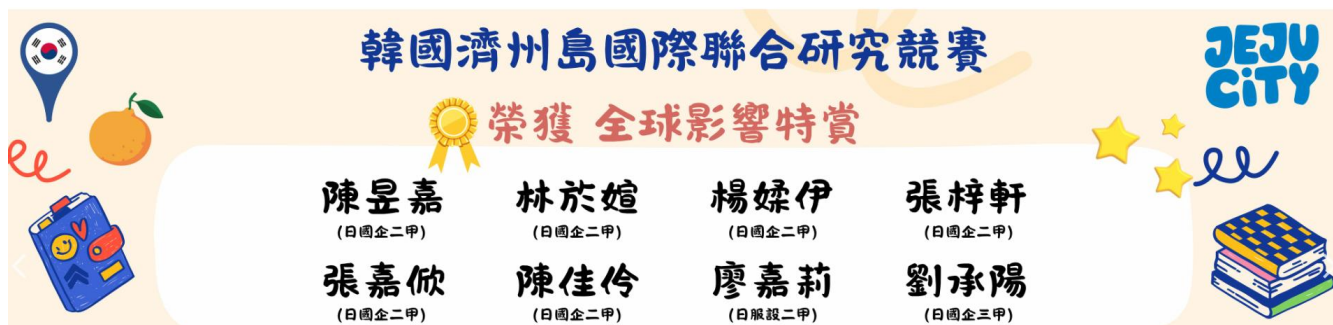 韓國濟州島國際聯合研究競賽
JEJU
CiTY
榮獲 全球影響特賞
陳昱嘉 林於媗 楊媃伊 張梓軒
(日國企二甲) (日國企二甲) (日國企二甲) (日國企二甲)
張嘉俽 陳佳伶 廖嘉莉 劉承陽
(日國企二甲) (日國企二甲) (日服設二甲) (日國企三甲)